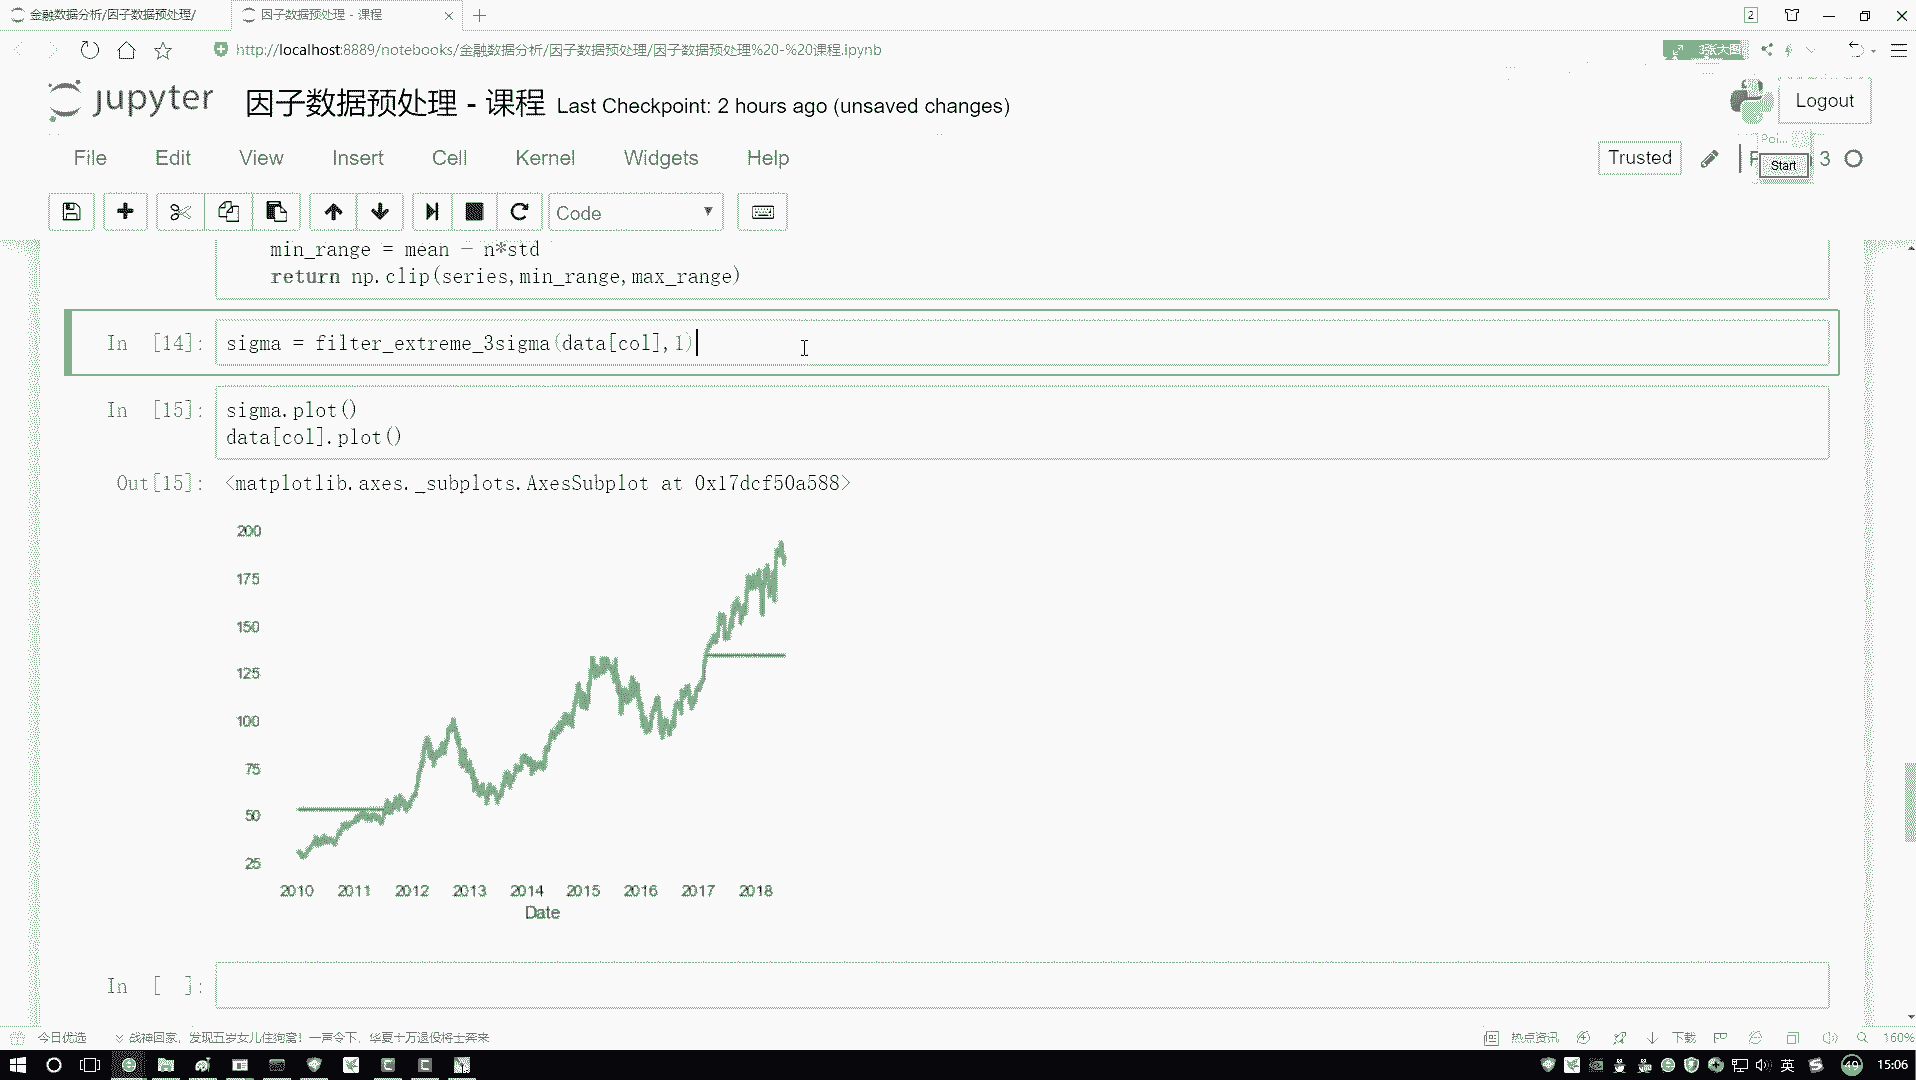 金融数据分析/因子数据预处理/
因子数据预处理 - 课程
2
http://localhost:8889/notebooks/金融数据分析/因子数据预处理/因子数据预处理%20-%20课程.ipynb
3张大图
jupyter
因子数据预处理 - 课程
Last Checkpoint: 2 hours ago (unsaved changes)
Logout
File Edit View Insert Cell Kernel Widgets Help
Trusted
Poi...
Start
3
Code
min_range = mean - n*std
return np.clip(series,min_range,max_range)
In [14]:
sigma = filter_extreme_3sigma(data[col],1)
In [15]:
sigma.plot()
data[col].plot()
Out[15]:
<matplotlib.axes._subplots.AxesSubplot at 0x17dcf50a588>
200
175
150
125
100
75
50
25
2010 2011 2012 2013 2014 2015 2016 2017 2018
Date
In [ ]:
今日优选
战神回家，发现五岁女儿住狗窝！一声令下，华夏十万退役将士奔来
热点资讯
下载
160%
英
49
15:06